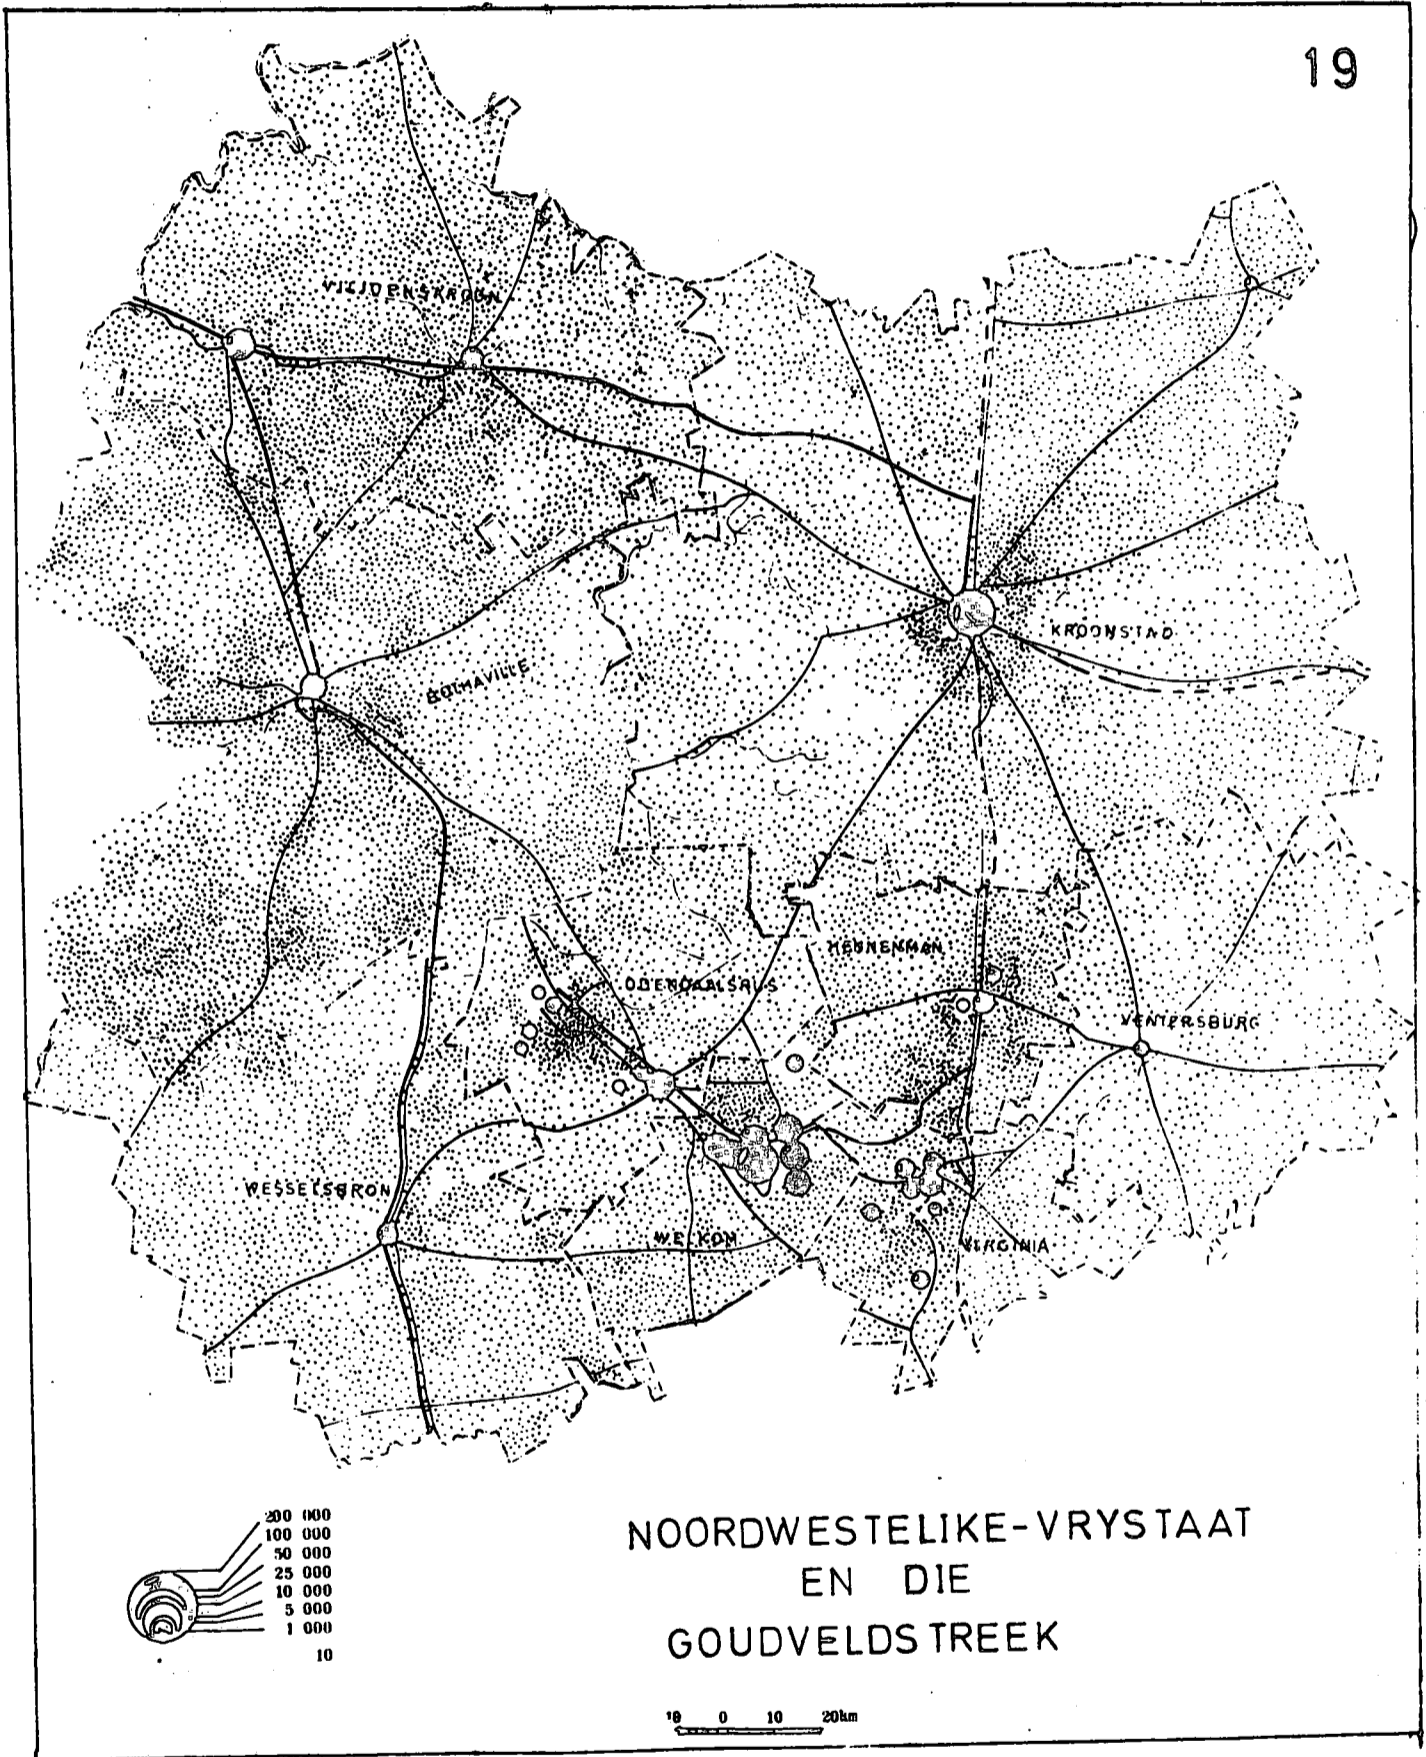 19
VILJOENSKROON
KROONSTAD
BOTHAVILLE
HENNENMAN
ODENDAALSRUS
VENTERSBURG
WESSELSBRON
WELKOM
VIRGINIA
200 000
100 000
50 000
25 000
10 000
5 000
1 000
10
NOORDWESTELIKE-VRYSTAAT
EN DIE
GOUDVELDSTREEK
10 0 10 20km